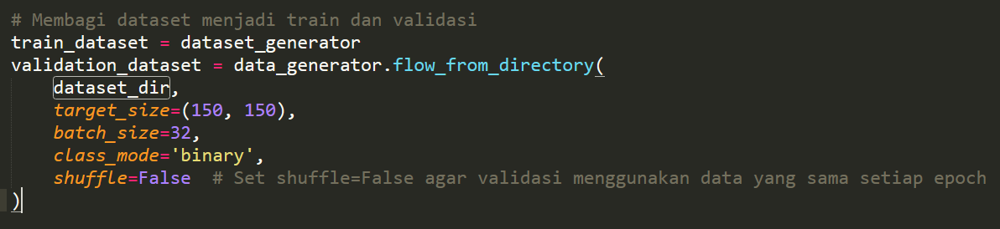 # Membagi dataset menjadi train dan validasi
train_dataset = dataset_generator
validation_dataset = data_generator.flow_from_directory(
    dataset_dir,
    target_size=(150, 150),
    batch_size=32,
    class_mode='binary',
    shuffle=False  # Set shuffle=False agar validasi menggunakan data yang sama setiap epoch
)